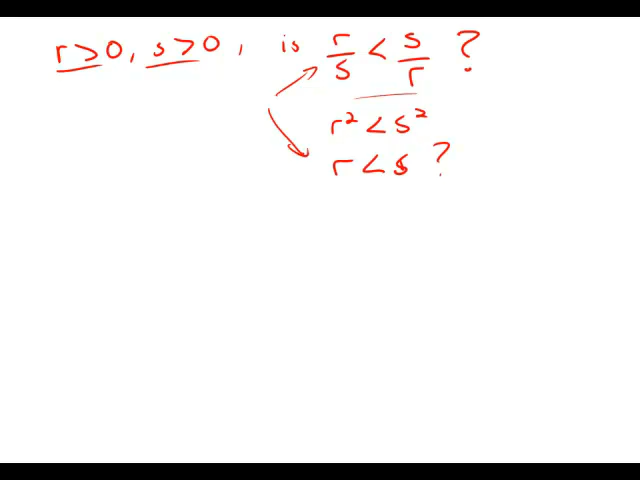 r>0, s>0, is r/s < s/r ?
r² < s²
r < s ?